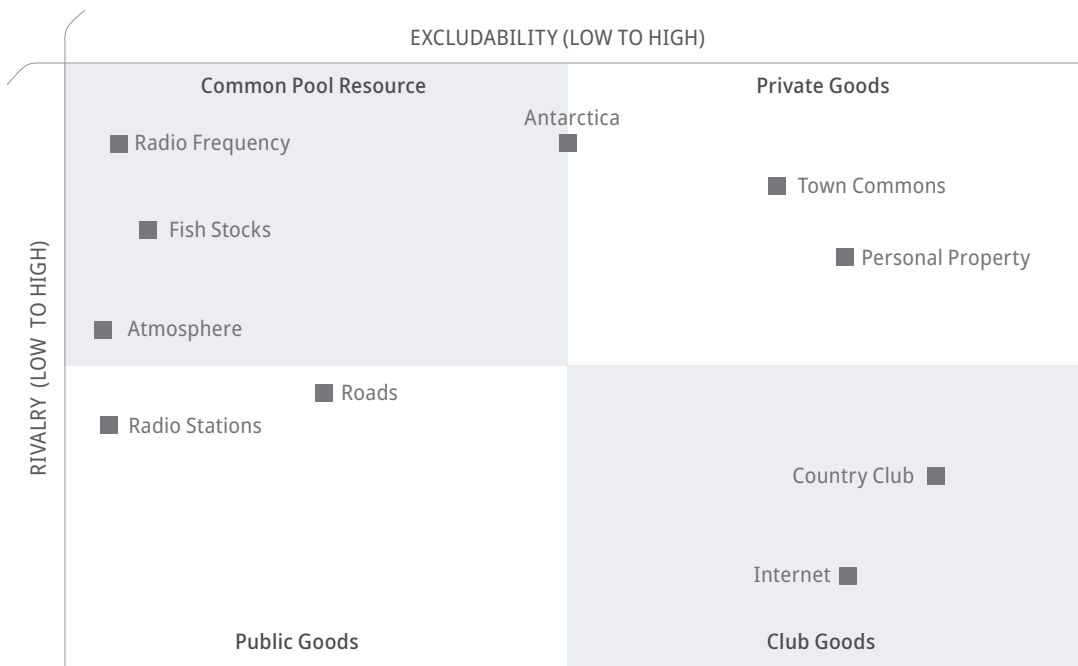 EXCLUDABILITY (LOW TO HIGH)
Common Pool Resource
Private Goods
Antarctica
Radio Frequency
Town Commons
Fish Stocks
Personal Property
Atmosphere
RIVALRY (LOW TO HIGH)
Roads
Radio Stations
Country Club
Internet
Public Goods
Club Goods